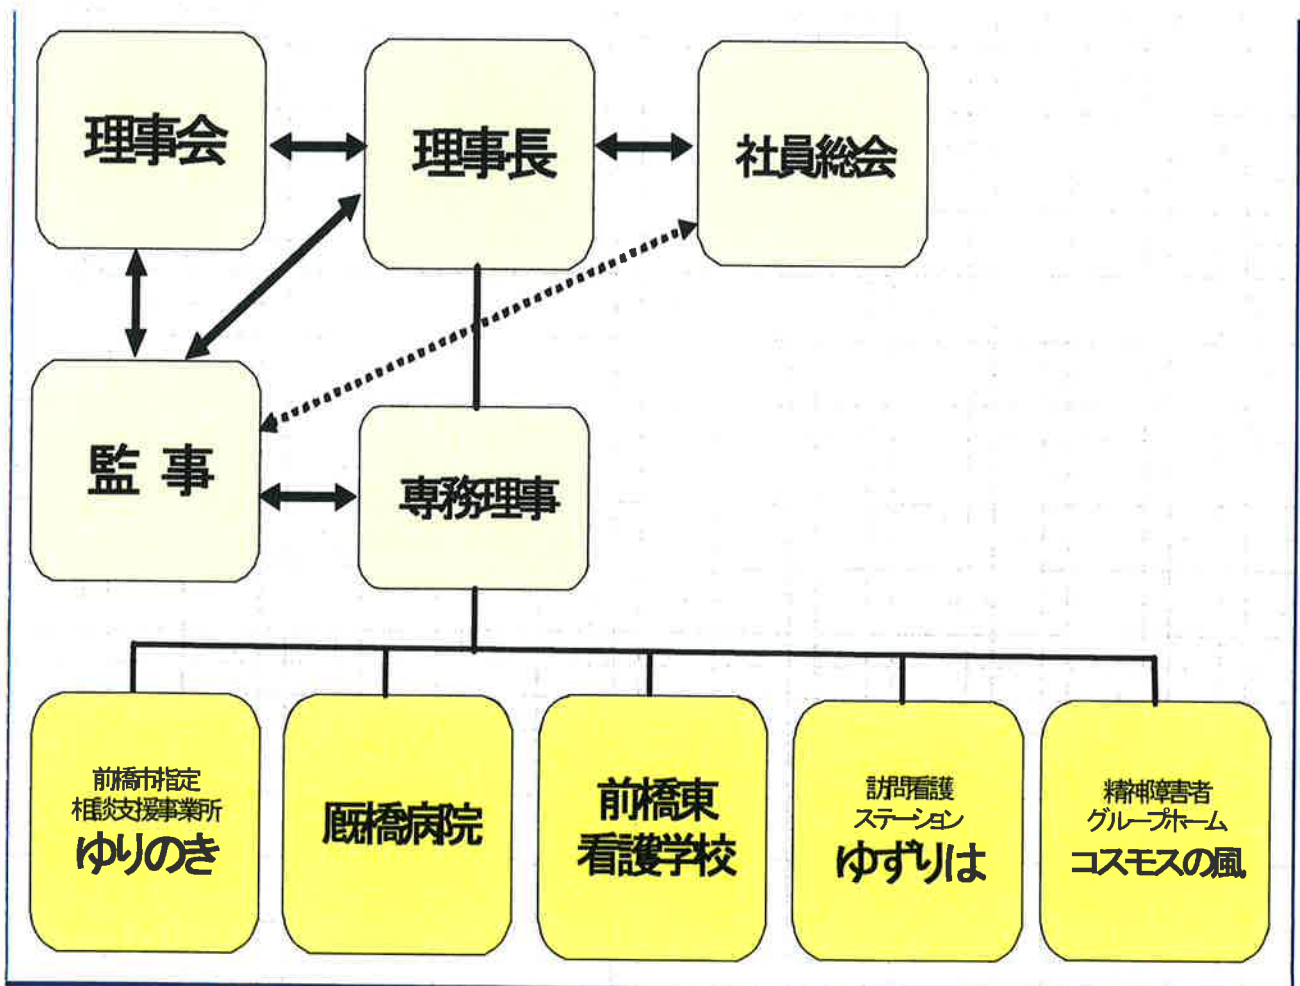 理事会
理事長
社員総会
監 事
専務理事
前橋市指定
相談支援事業所
ゆりのき
厩橋病院
前橋東
看護学校
訪問看護
ステーション
ゆずりは
精神障害者
グループホーム
コスモスの風